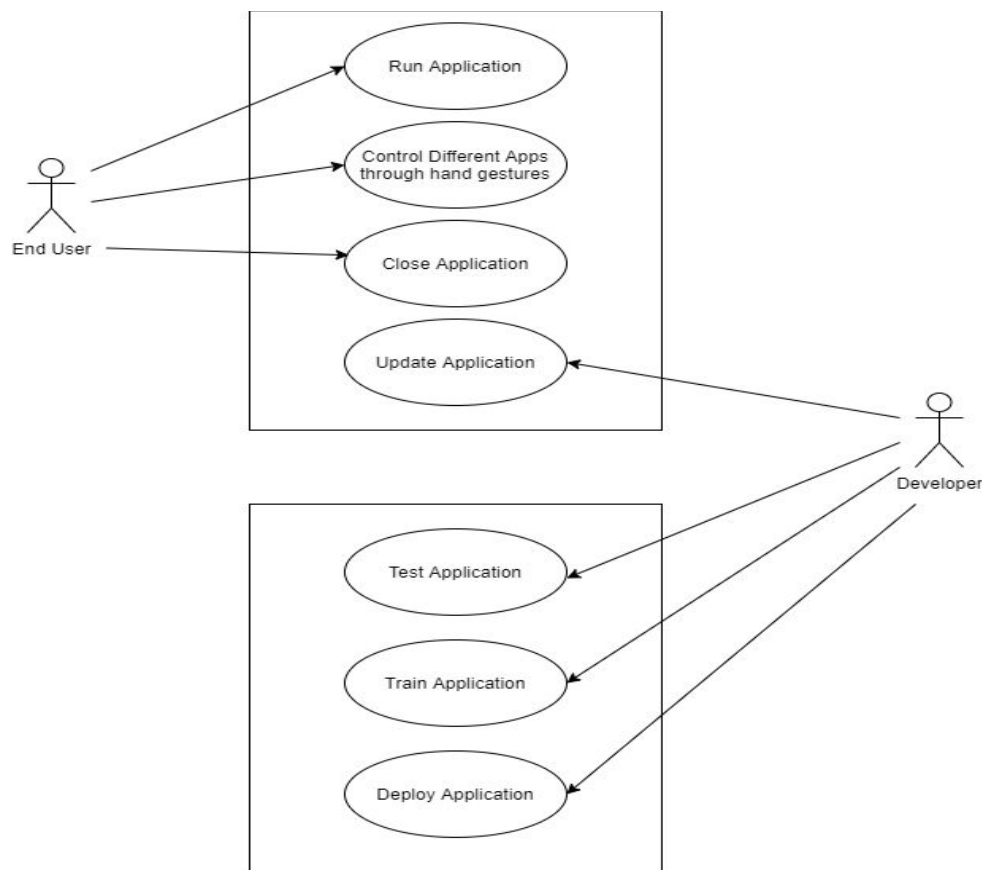 Run Application
Control Different Apps
through hand gestures
End User
Close Application
Update Application
Developer
Test Application
Train Application
Deploy Application